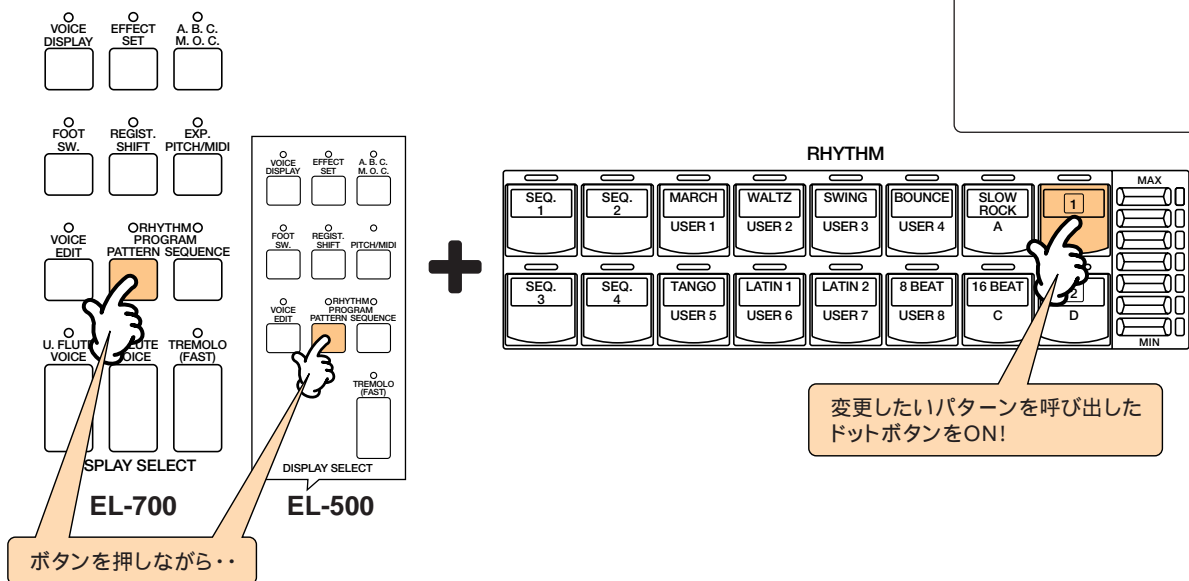 VOICE DISPLAY
EFFECT SET
A. B. C. M. O. C.
FOOT SW.
REGIST. SHIFT
EXP. PITCH/MIDI
VOICE EDIT
RHYTHM
PROGRAM
PATTERN SEQUENCE
U. FLUTE VOICE
TREMOLO (FAST)
SPLAY SELECT
EL-700
ボタンを押しながら・・
VOICE DISPLAY
EFFECT SET
A. B. C. M. O. C.
FOOT SW.
REGIST. SHIFT
PITCH/MIDI
VOICE EDIT
RHYTHM
PROGRAM
PATTERN SEQUENCE
TREMOLO (FAST)
DISPLAY SELECT
EL-500
RHYTHM
SEQ. 1
SEQ. 2
MARCH
USER 1
WALTZ
USER 2
SWING
USER 3
BOUNCE
USER 4
SLOW ROCK
A
1
MAX
SEQ. 3
SEQ. 4
TANGO
USER 5
LATIN 1
USER 6
LATIN 2
USER 7
8 BEAT
USER 8
16 BEAT
C
2
D
MIN
変更したいパターンを呼び出した
ドットボタンをON!